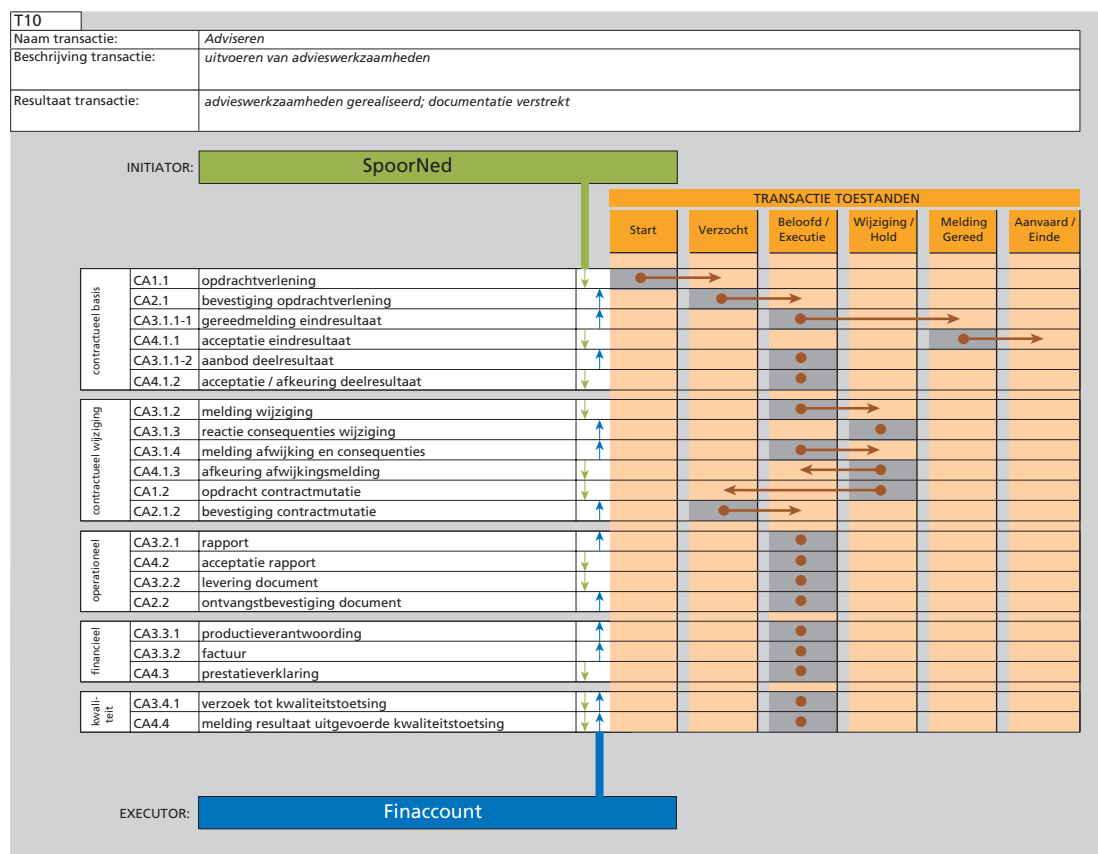 T10
Naam transactie: Adviseren
Beschrijving transactie: uitvoeren van advieswerkzaamheden
Resultaat transactie: advieswerkzaamheden gerealiseerd; documentatie verstrekt
INITIATOR: SpoorNed
TRANSACTIE TOESTANDEN
Start Verzocht Beloofd / Executie Wijziging / Hold Melding Gereed Aanvaard / Einde
contractueel basis
CA1.1 opdrachtverlening
CA2.1 bevestiging opdrachtverlening
CA3.1.1-1 gereedmelding eindresultaat
CA4.1.1 acceptatie eindresultaat
CA3.1.1-2 aanbod deelresultaat
CA4.1.2 acceptatie / afkeuring deelresultaat
contractueel wijziging
CA3.1.2 melding wijziging
CA3.1.3 reactie consequenties wijziging
CA3.1.4 melding afwijking en consequenties
CA4.1.3 afkeuring afwijkingsmelding
CA1.2 opdracht contractmutatie
CA2.1.2 bevestiging contractmutatie
operationeel
CA3.2.1 rapport
CA4.2 acceptatie rapport
CA3.2.2 levering document
CA2.2 ontvangstbevestiging document
financieel
CA3.3.1 productieverantwoording
CA3.3.2 factuur
CA4.3 prestatieverklaring
kwali-
teit
CA3.4.1 verzoek tot kwaliteitstoetsing
CA4.4 melding resultaat uitgevoerde kwaliteitstoetsing
EXECUTOR: Finaccount